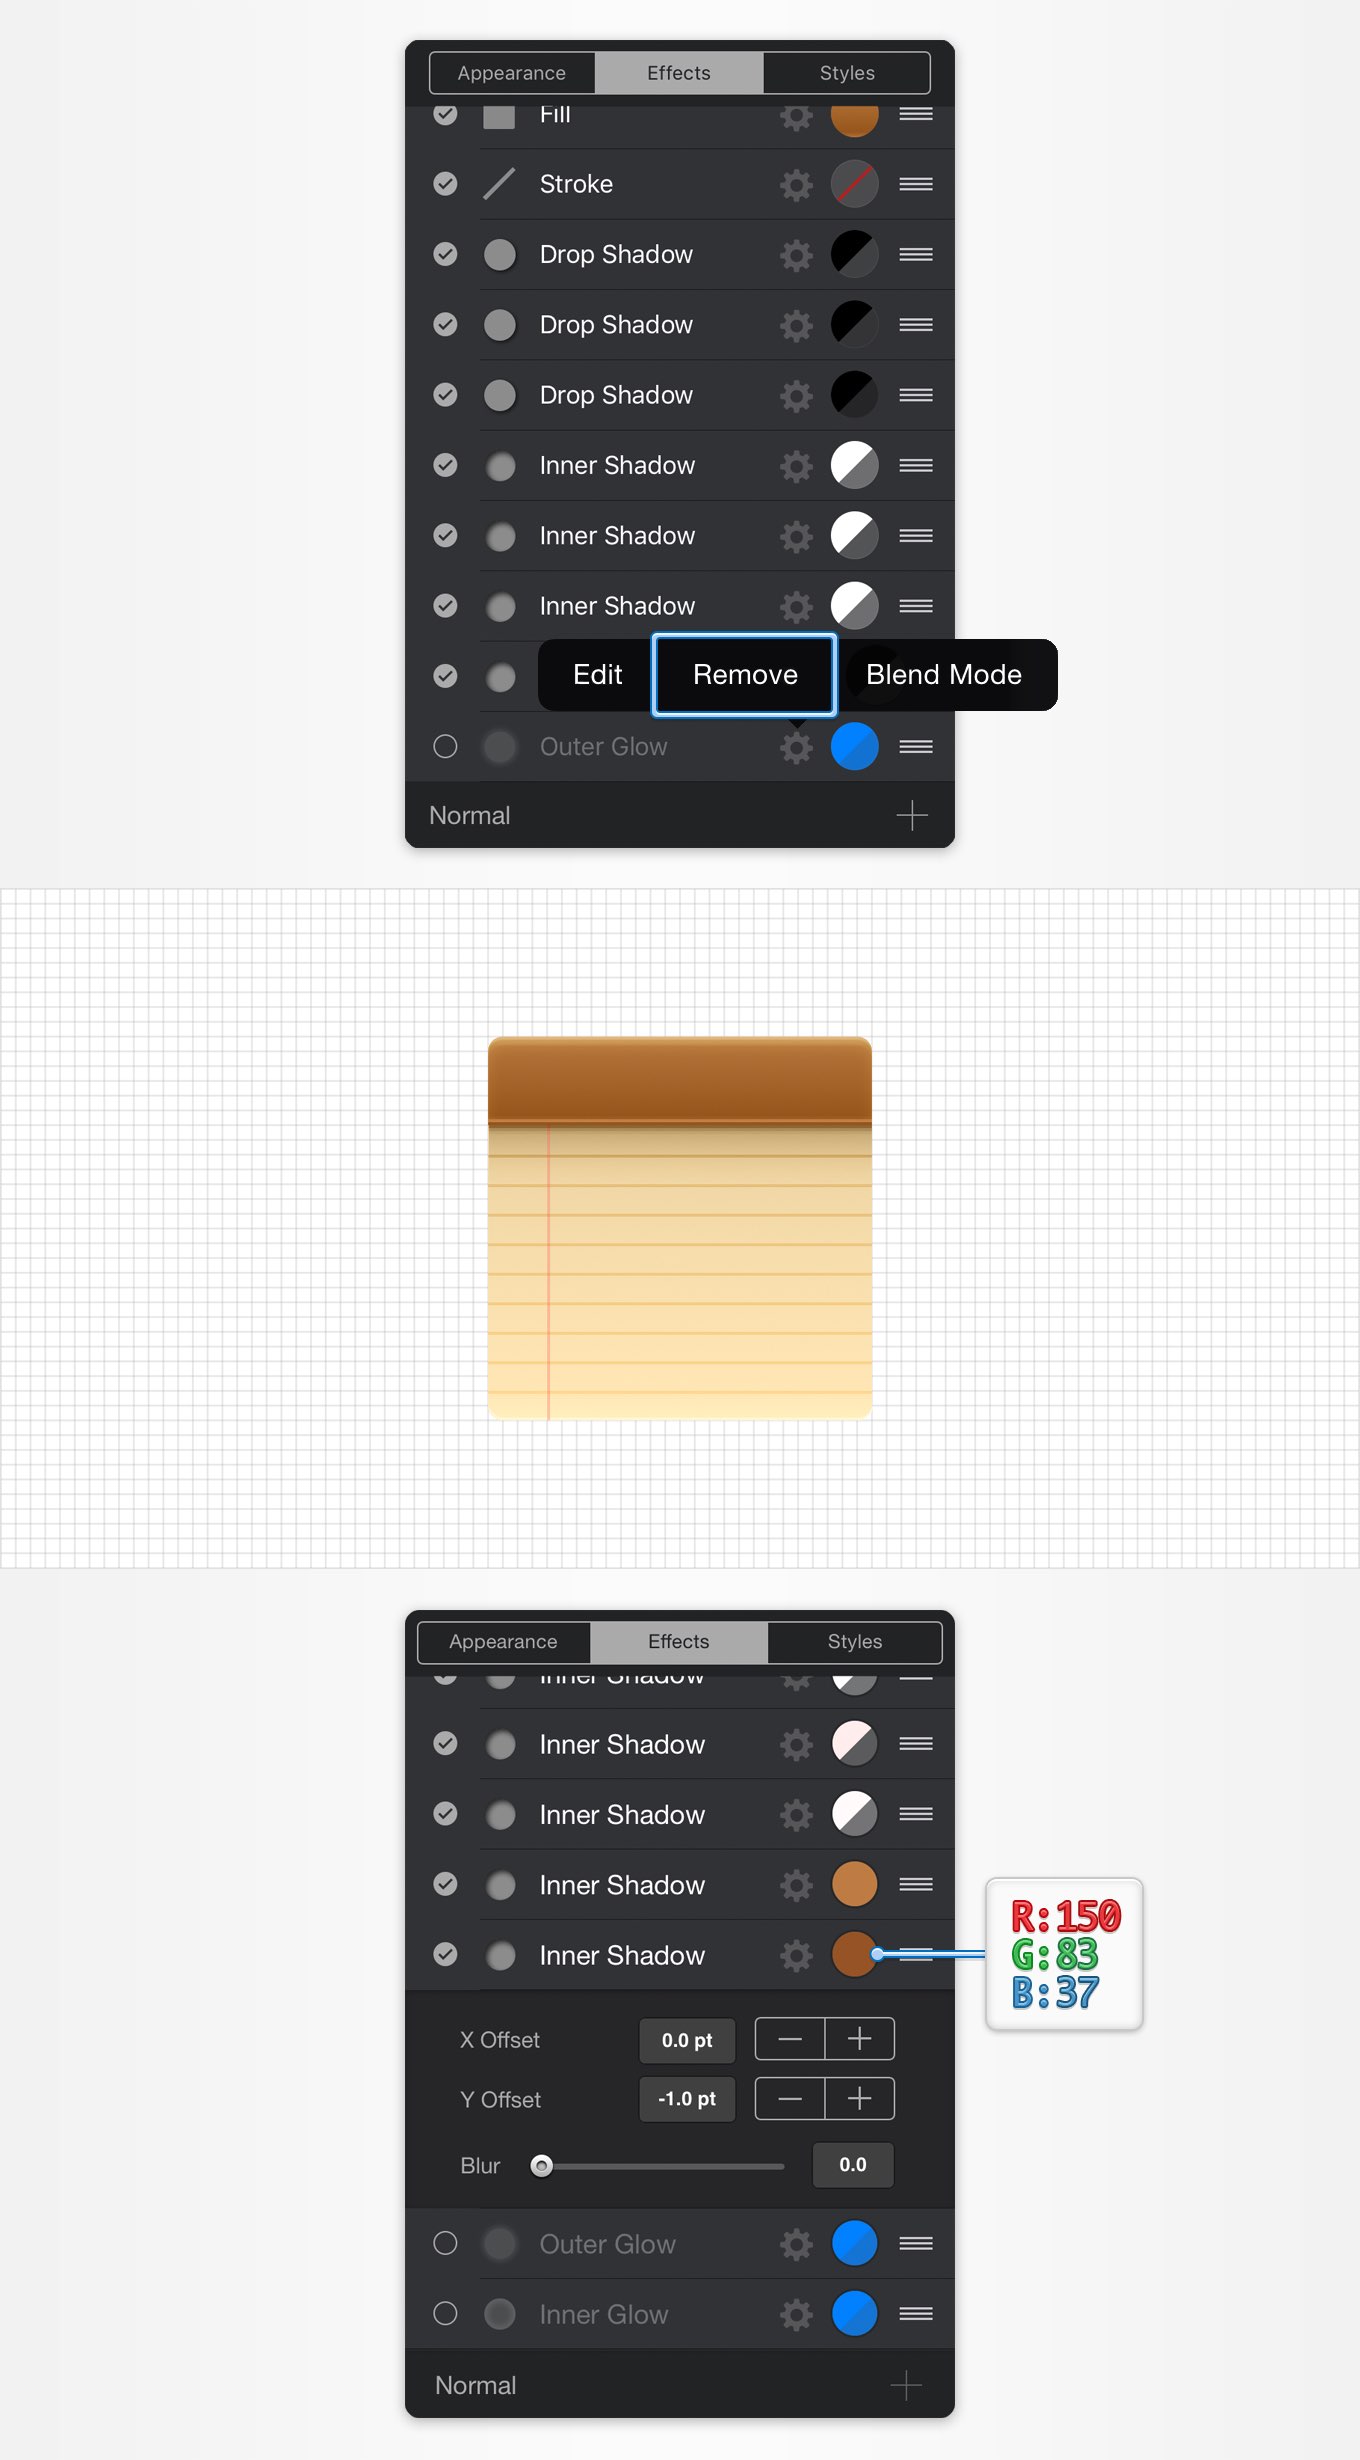 Appearance Effects Styles
Fill
Stroke
Drop Shadow
Drop Shadow
Drop Shadow
Inner Shadow
Inner Shadow
Inner Shadow
Edit Remove Blend Mode
Outer Glow
Normal
Appearance Effects Styles
Inner Shadow
Inner Shadow
Inner Shadow
Inner Shadow
Inner Shadow
R:150
G:83
B:37
X Offset 0.0 pt
Y Offset -1.0 pt
Blur 0.0
Outer Glow
Inner Glow
Normal